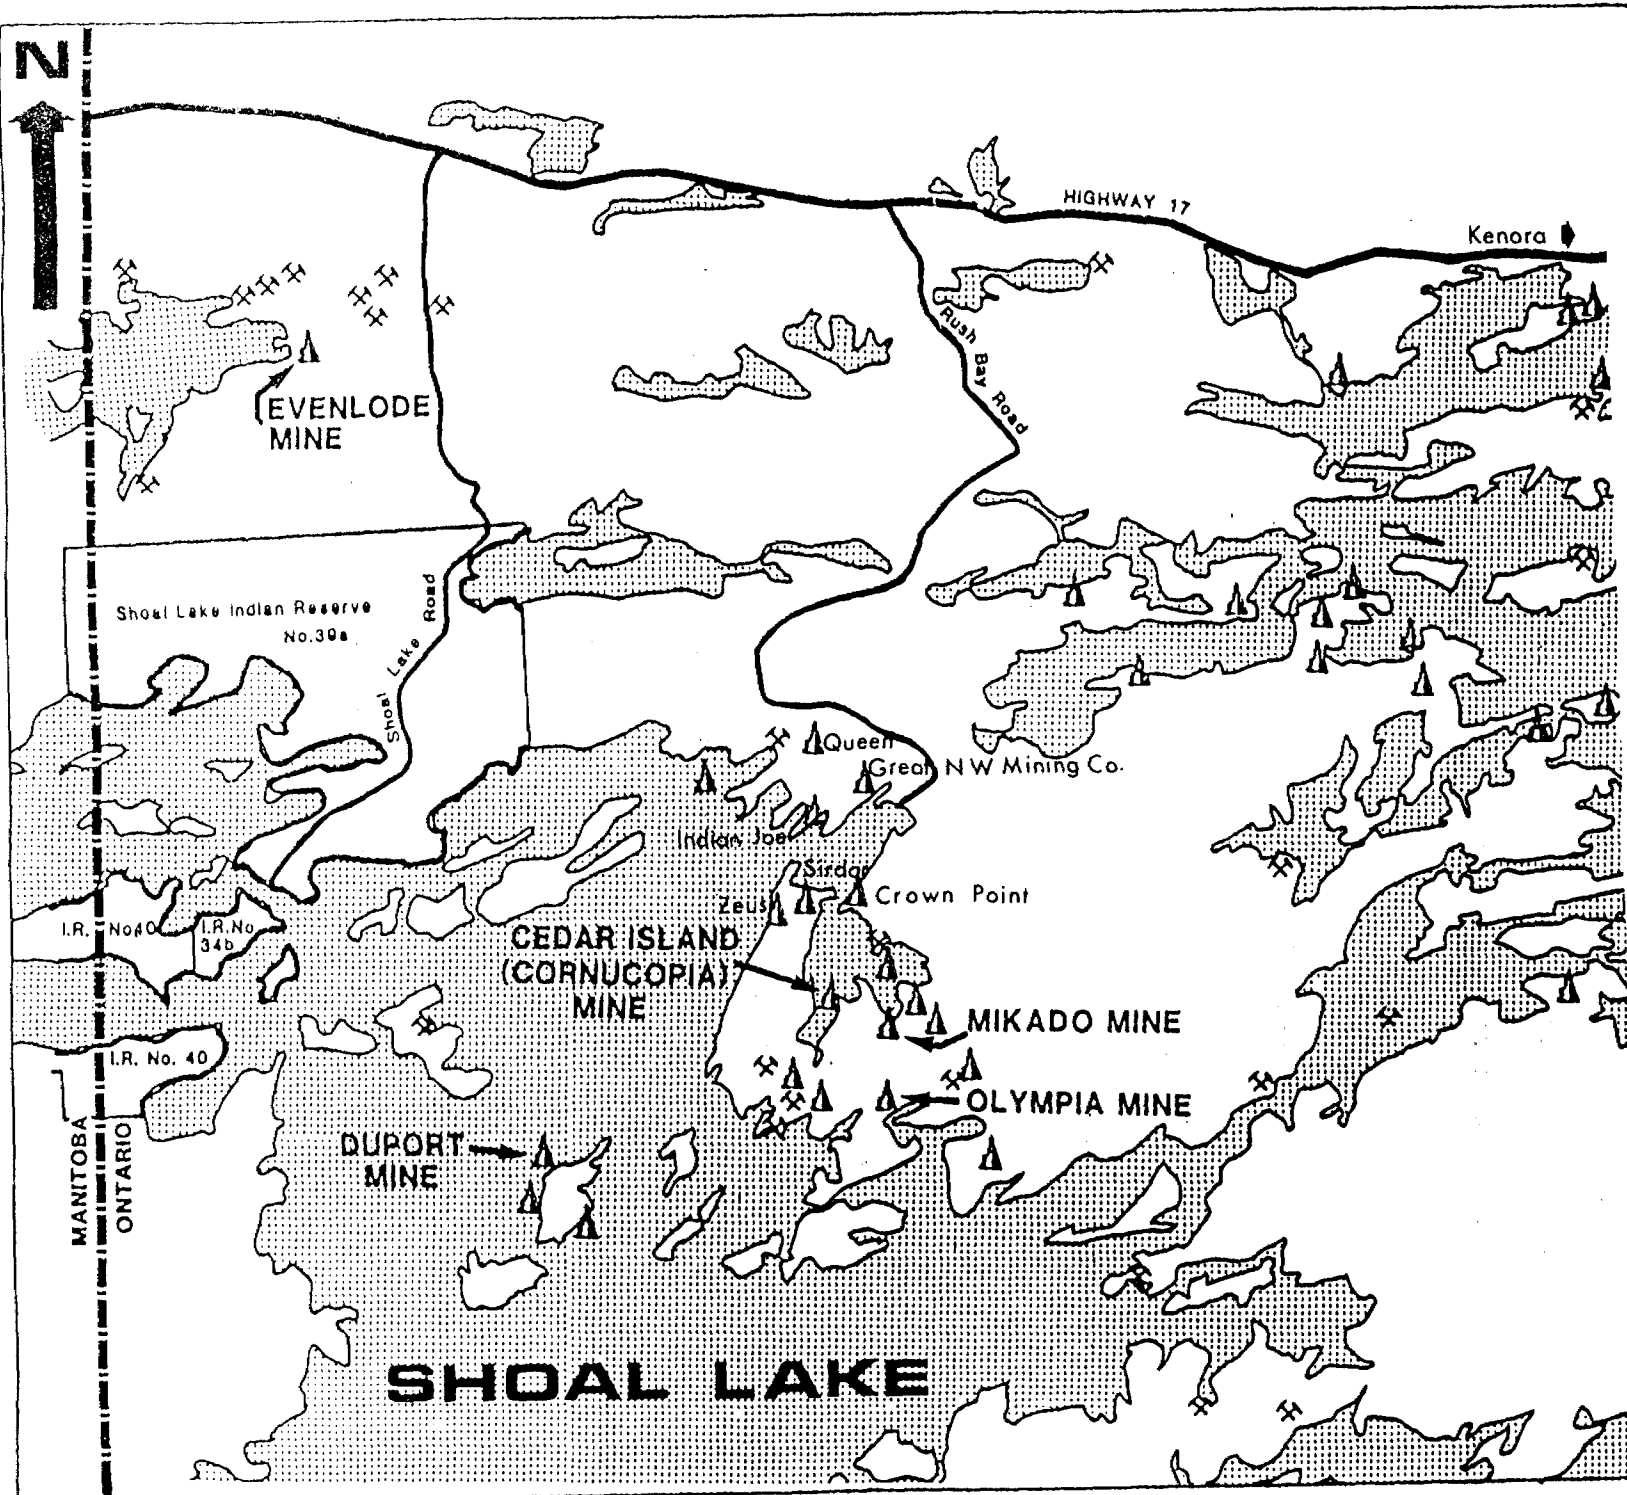 N
HIGHWAY 17
Kenora
Rush Bay Road
EVENLODE
MINE
Shoal Lake Indian Reserve
No.39a
Shoal Lake Road
Queen
Great NW Mining Co.
Indian Joe
Sirdar
Zeus
Crown Point
I.R. No40
I.R.No
34b
CEDAR ISLAND
(CORNUCOPIA)
MINE
MIKADO MINE
I.R. No. 40
OLYMPIA MINE
MANITOBA
ONTARIO
DUPORT
MINE
SHOAL LAKE